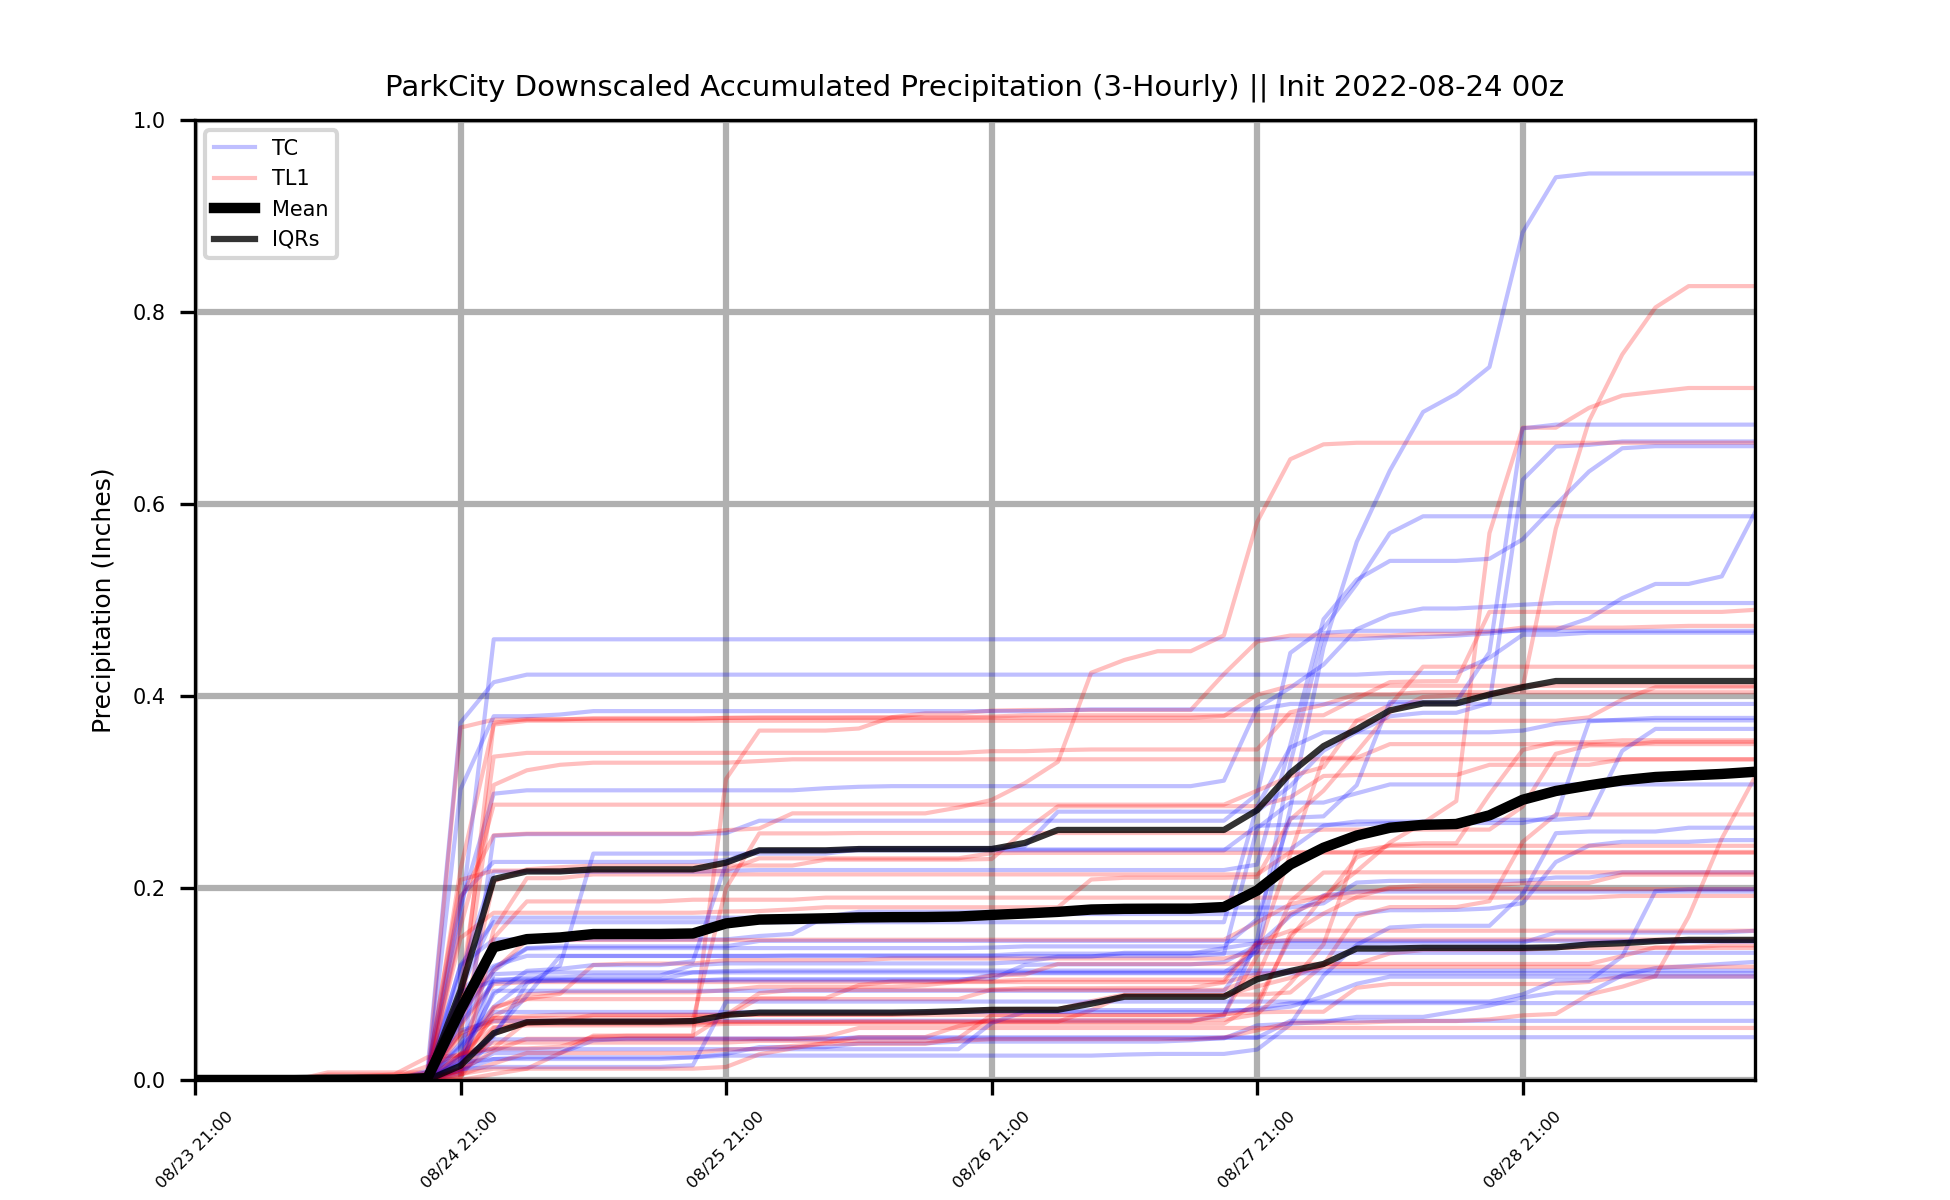 ParkCity Downscaled Accumulated Precipitation (3-Hourly) || Init 2022-08-24 00z
TC
TL1
Mean
IQRs
Precipitation (Inches)
1.0
0.8
0.6
0.4
0.2
0.0
08/23 21:00
08/24 21:00
08/25 21:00
08/26 21:00
08/27 21:00
08/28 21:00